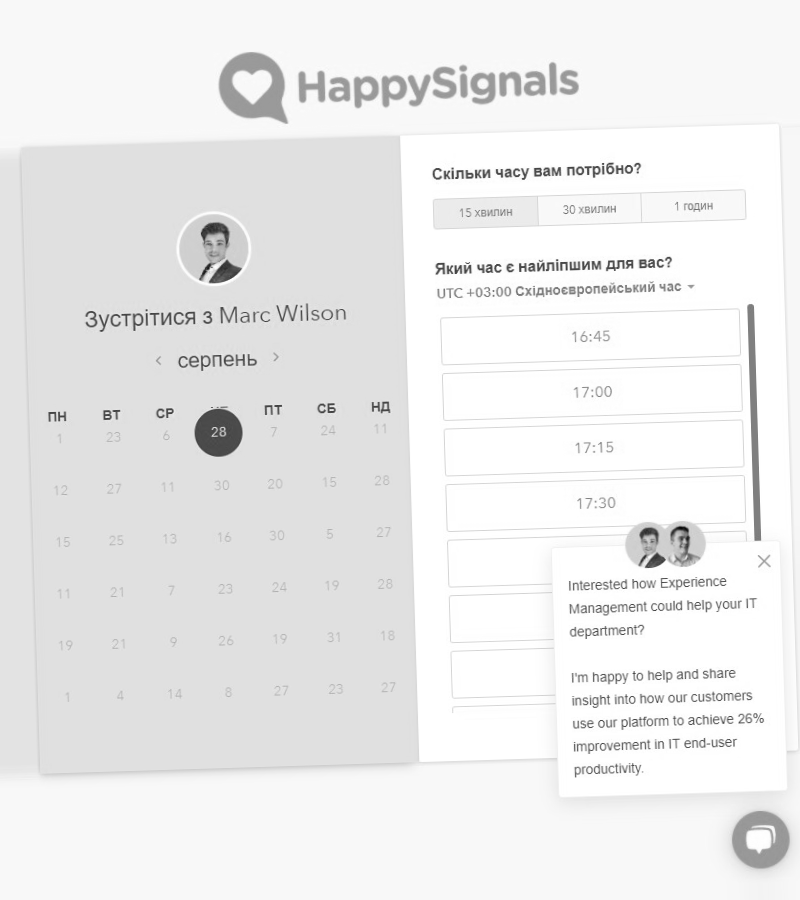 HappySignals
Зустрітися з Marc Wilson
серпень
ПН ВТ СР ПТ СБ НД
1 23 6 28 7 24 11
12 27 11 30 20 15 28
15 25 13 16 30 5 27
11 21 7 23 24 19 28
19 21 9 26 19 31 18
1 4 14 8 27 23 27
Скільки часу вам потрібно?
15 хвилин 30 хвилин 1 годин
Який час є найліпшим для вас?
UTC +03:00 Східноєвропейський час
16:45
17:00
17:15
17:30
Interested how Experience
Management could help your IT
department?
I'm happy to help and share
insight into how our customers
use our platform to achieve 26%
improvement in IT end-user
productivity.